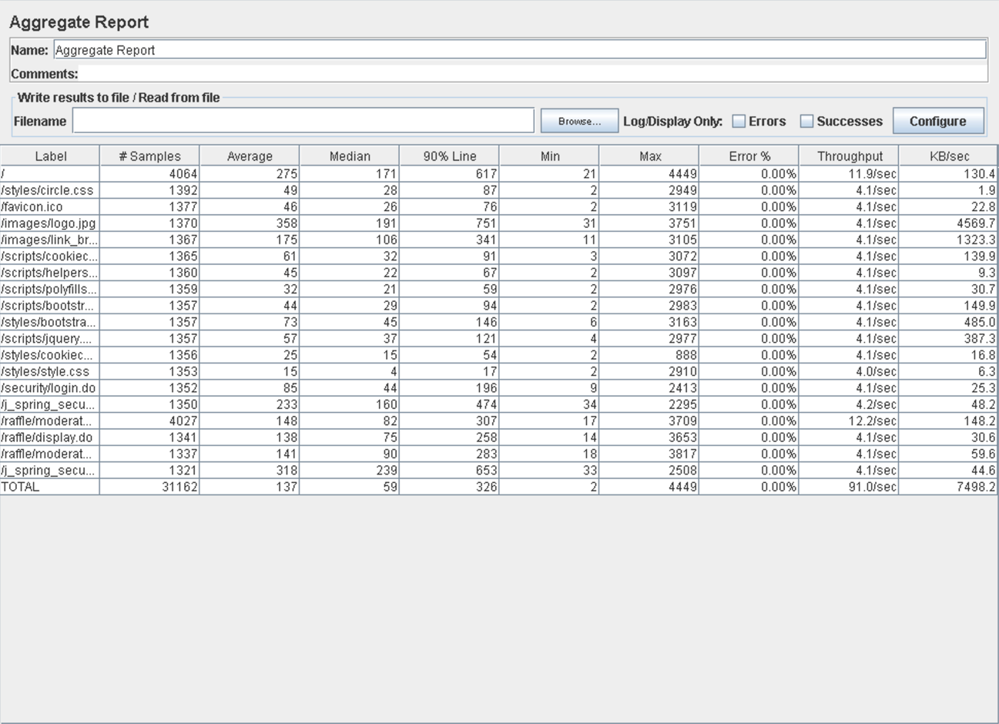 Aggregate Report
Name: Aggregate Report
Comments:
Write results to file / Read from file
Filename Browse... Log/Display Only: Errors Successes Configure
Label # Samples Average Median 90% Line Min Max Error % Throughput KB/sec
/ 4064 275 171 617 21 4449 0.00% 11.9/sec 130.4
/styles/circle.css 1392 49 28 87 2 2949 0.00% 4.1/sec 1.9
/favicon.ico 1377 46 26 76 2 3119 0.00% 4.1/sec 22.8
/images/logo.jpg 1370 358 191 751 31 3751 0.00% 4.1/sec 4569.7
/images/link_br... 1367 175 106 341 11 3105 0.00% 4.1/sec 1323.3
/scripts/cookiec... 1365 61 32 91 3 3072 0.00% 4.1/sec 139.9
/scripts/helpers... 1360 45 22 67 2 3097 0.00% 4.1/sec 9.3
/scripts/polyfills... 1359 32 21 59 2 2976 0.00% 4.1/sec 30.7
/scripts/bootstr... 1357 44 29 94 2 2983 0.00% 4.1/sec 149.9
/styles/bootstra... 1357 73 45 146 6 3163 0.00% 4.1/sec 485.0
/scripts/jquery.... 1357 57 37 121 4 2977 0.00% 4.1/sec 387.3
/styles/cookiec... 1356 25 15 54 2 888 0.00% 4.1/sec 16.8
/styles/style.css 1353 15 4 17 2 2910 0.00% 4.0/sec 6.3
/security/login.do 1352 85 44 196 9 2413 0.00% 4.1/sec 25.3
/j_spring_secu... 1350 233 160 474 34 2295 0.00% 4.2/sec 48.2
/raffle/moderat... 4027 148 82 307 17 3709 0.00% 12.2/sec 148.2
/raffle/display.do 1341 138 75 258 14 3653 0.00% 4.1/sec 30.6
/raffle/moderat... 1337 141 90 283 18 3817 0.00% 4.1/sec 59.6
/j_spring_secu... 1321 318 239 653 33 2508 0.00% 4.1/sec 44.6
TOTAL 31162 137 59 326 2 4449 0.00% 91.0/sec 7498.2